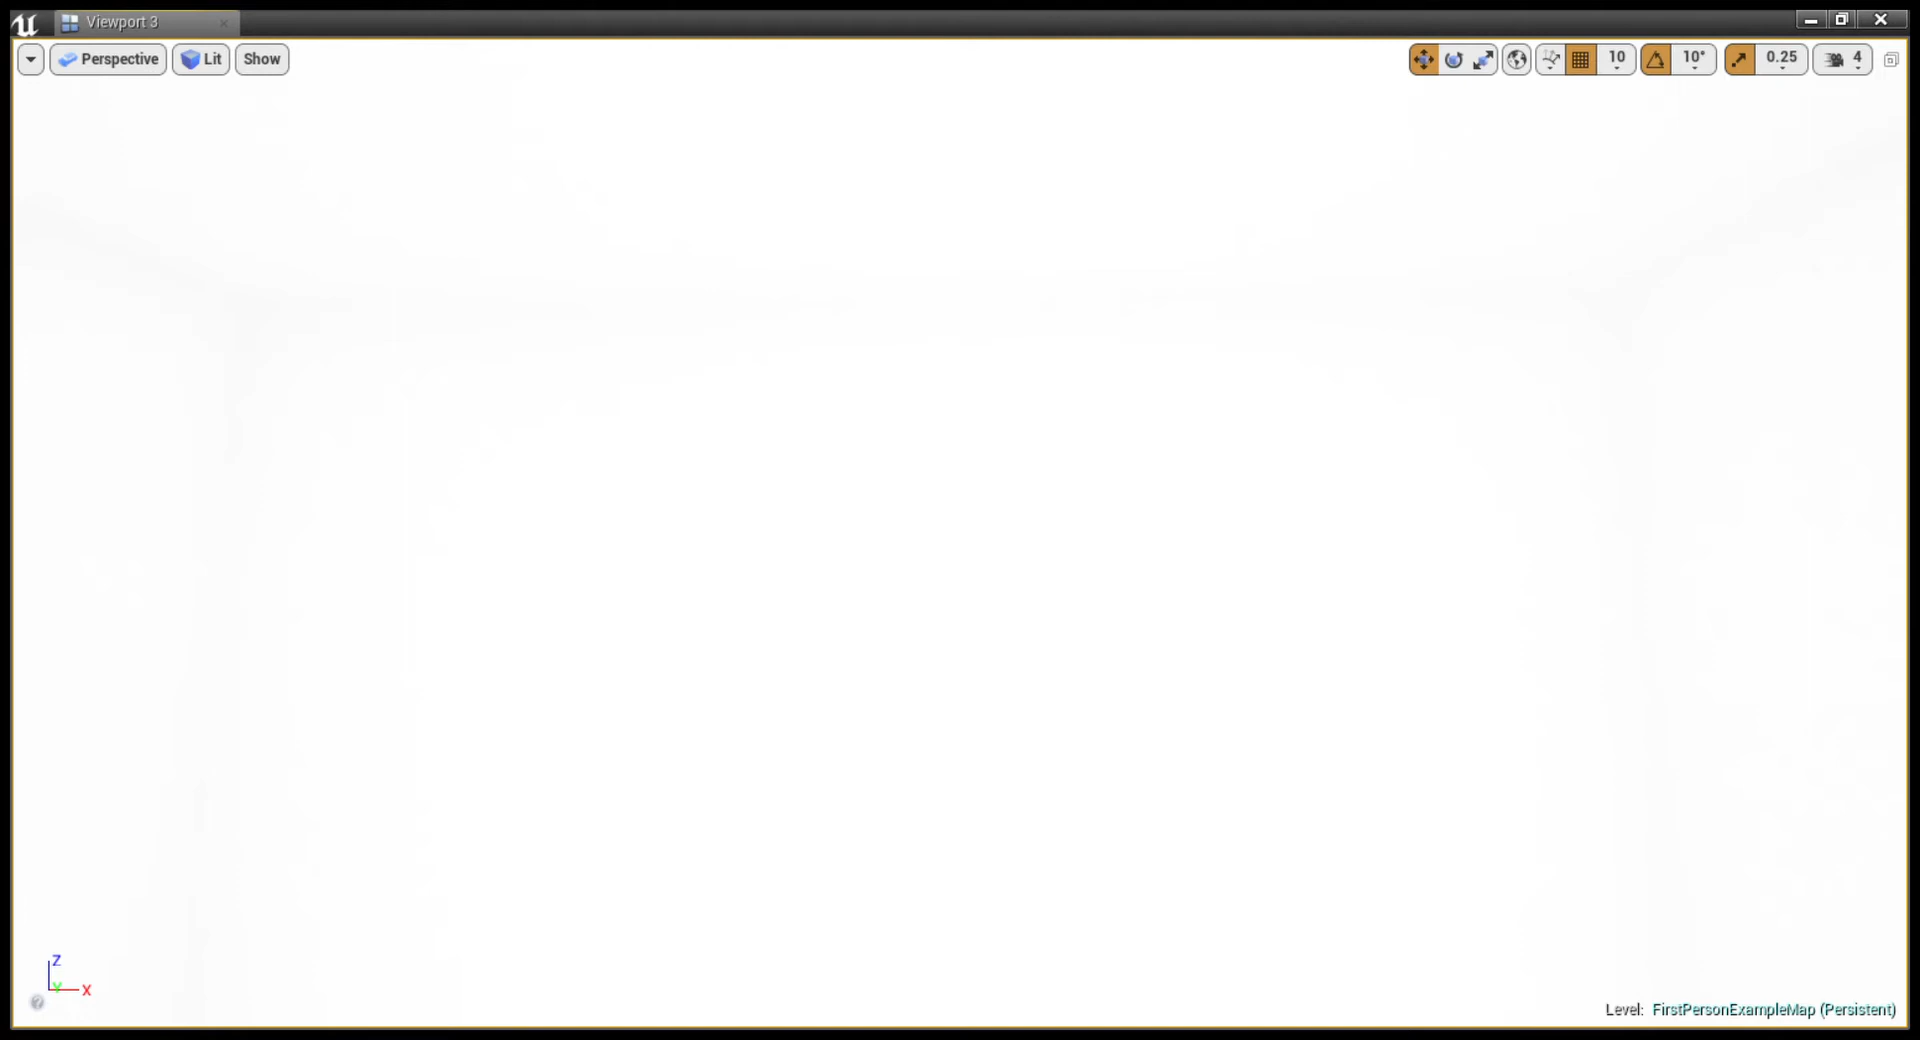 Viewport 3
Perspective Lit Show 10 10° 0.25 4
Z
Y X
Level: FirstPersonExampleMap (Persistent)